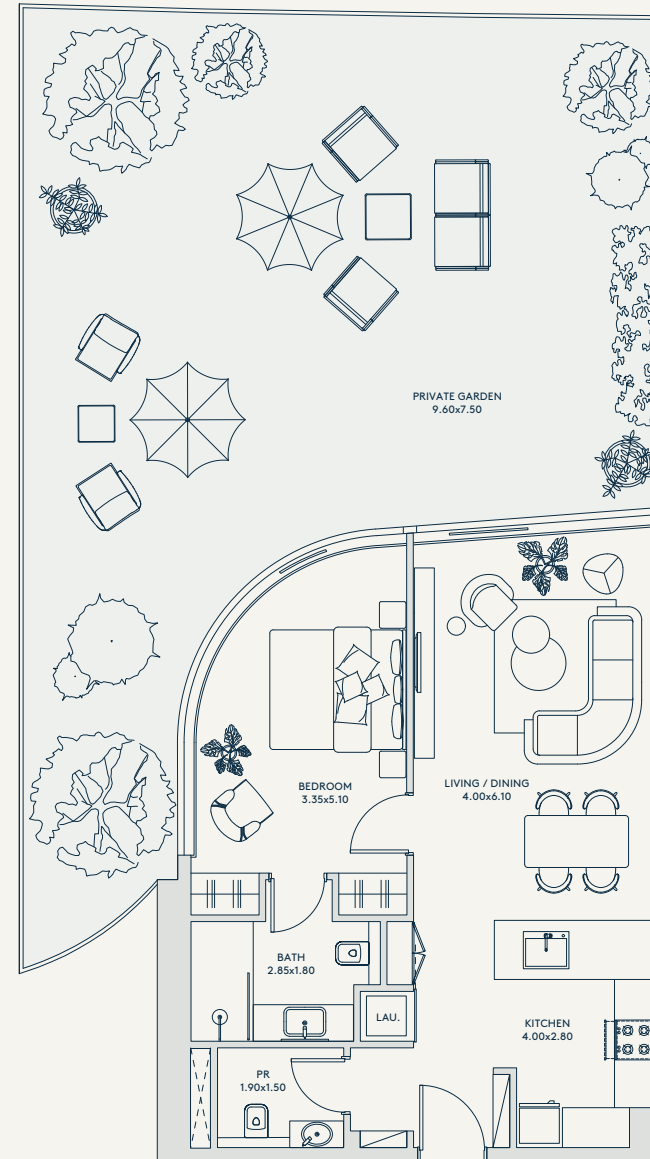 PRIVATE GARDEN
9.60x7.50
BEDROOM
3.35x5.10
LIVING / DINING
4.00x6.10
BATH
2.85x1.80
LAU.
KITCHEN
4.00x2.80
PR
1.90x1.50